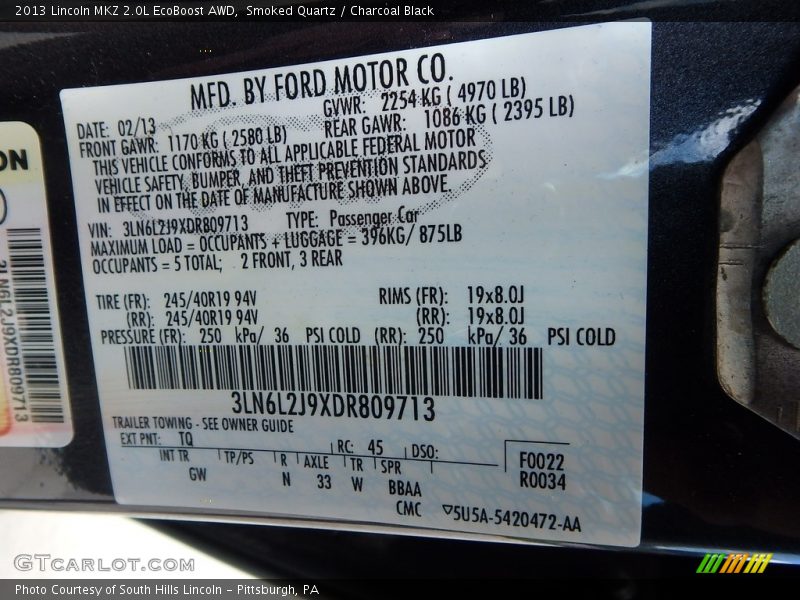 2013 Lincoln MKZ 2.0L EcoBoost AWD, Smoked Quartz / Charcoal Black
MFD. BY FORD MOTOR CO.
DATE: 02/13 GVWR: 2254 KG ( 4970 LB)
FRONT GAWR: 1170 KG ( 2580 LB) REAR GAWR: 1086 KG ( 2395 LB)
THIS VEHICLE CONFORMS TO ALL APPLICABLE FEDERAL MOTOR
VEHICLE SAFETY, BUMPER, AND THEFT PREVENTION STANDARDS
IN EFFECT ON THE DATE OF MANUFACTURE SHOWN ABOVE.
VIN: 3LN6L2J9XDR809713 TYPE: Passenger Car
MAXIMUM LOAD = OCCUPANTS + LUGGAGE = 396KG/ 875LB
OCCUPANTS = 5 TOTAL; 2 FRONT, 3 REAR
TIRE (FR): 245/40R19 94V RIMS (FR): 19x8.0J
(RR): 245/40R19 94V (RR): 19x8.0J
PRESSURE (FR): 250 kPa/ 36 PSI COLD (RR): 250 kPa/ 36 PSI COLD
3LN6L2J9XDR809713
TRAILER TOWING - SEE OWNER GUIDE
EXT PNT: TQ RC: 45 DSO:
INT TR TP/PS R AXLE TR SPR
GW N 33 W BBAA
CMC
F0022
R0034
5U5A-5420472-AA
ON
3LN6L2J9XDR809713
GTCARLOT.COM
Photo Courtesy of South Hills Lincoln - Pittsburgh, PA